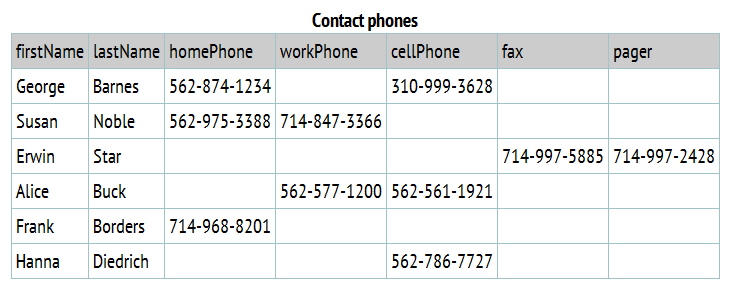 Contact phones
firstName lastName homePhone workPhone cellPhone fax pager
George Barnes 562-874-1234 310-999-3628
Susan Noble 562-975-3388 714-847-3366
Erwin Star 714-997-5885 714-997-2428
Alice Buck 562-577-1200 562-561-1921
Frank Borders 714-968-8201
Hanna Diedrich 562-786-7727